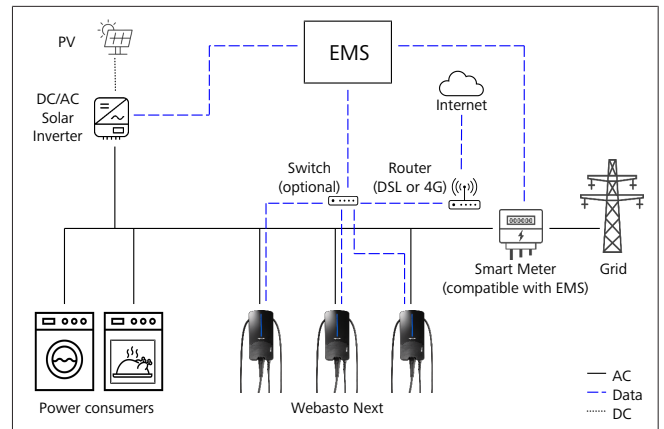 PV
EMS
DC/AC
Solar
Inverter
Internet
Switch
(optional)
Router
(DSL or 4G)
Smart Meter
(compatible with EMS)
Grid
Power consumers
Webasto Next
AC
Data
DC